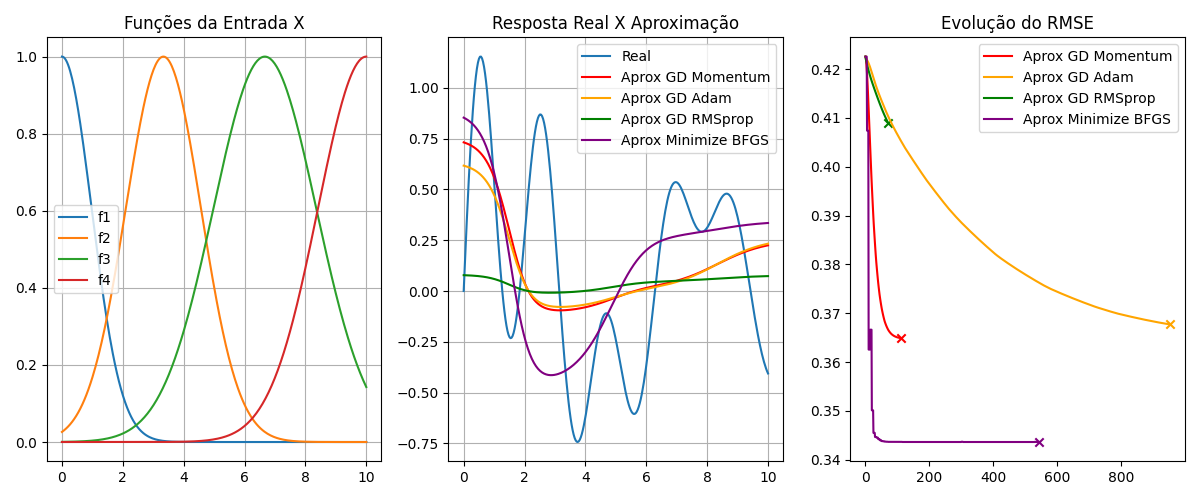 Funções da Entrada X
1.0
0.8
0.6
0.4
0.2
0.0
f1
f2
f3
f4
0 2 4 6 8 10
Resposta Real X Aproximação
1.00
0.75
0.50
0.25
0.00
−0.25
−0.50
−0.75
Real
Aprox GD Momentum
Aprox GD Adam
Aprox GD RMSprop
Aprox Minimize BFGS
0 2 4 6 8 10
Evolução do RMSE
0.42
0.41
0.40
0.39
0.38
0.37
0.36
0.35
0.34
Aprox GD Momentum
Aprox GD Adam
Aprox GD RMSprop
Aprox Minimize BFGS
0 200 400 600 800